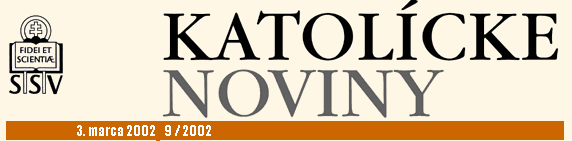 FIDEI ET
SCIENTIÆ
SSV
KATOLÍCKE
NOVINY
3. marca 2002 9 / 2002